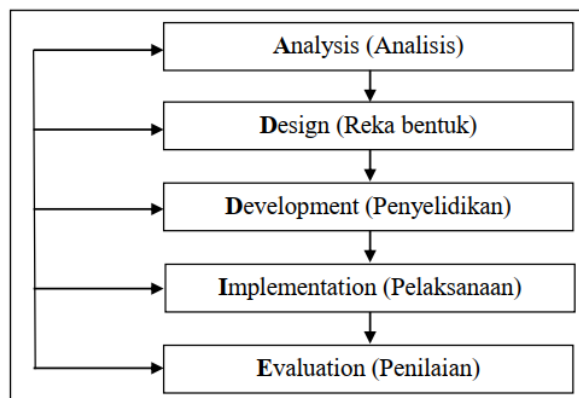 Analysis (Analisis)
Design (Reka bentuk)
Development (Penyelidikan)
Implementation (Pelaksanaan)
Evaluation (Penilaian)